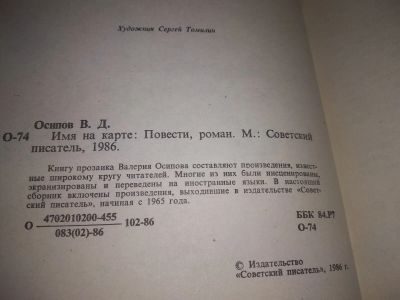 Художник Сергей Томилин
Осипов В. Д.
О-74 Имя на карте: Повести, роман. М.: Советский
писатель, 1986.
Книгу прозаика Валерия Осипова составляют произведения, извест-
ные широкому кругу читателей. Многие из них были инсценированы,
экранизированы и переведены на иностранные языки. В настоящий
сборник включены произведения, выходившие в издательстве «Совет-
ский писатель», начиная с 1965 года.
О 4702010200-455 102-86
083(02)-86
ББК 84.Р7
О-74
© Издательство
«Советский писатель», 1986 г.